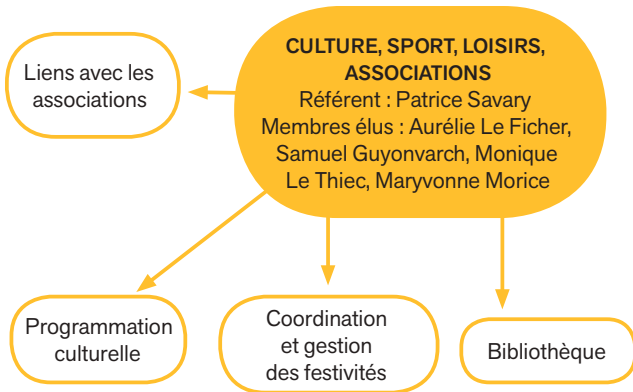 CULTURE, SPORT, LOISIRS,
ASSOCIATIONS
Référent : Patrice Savary
Membres élus : Aurélie Le Ficher,
Samuel Guyonvarch, Monique
Le Thiec, Maryvonne Morice
Liens avec les
associations
Programmation
culturelle
Coordination
et gestion
des festivités
Bibliothèque